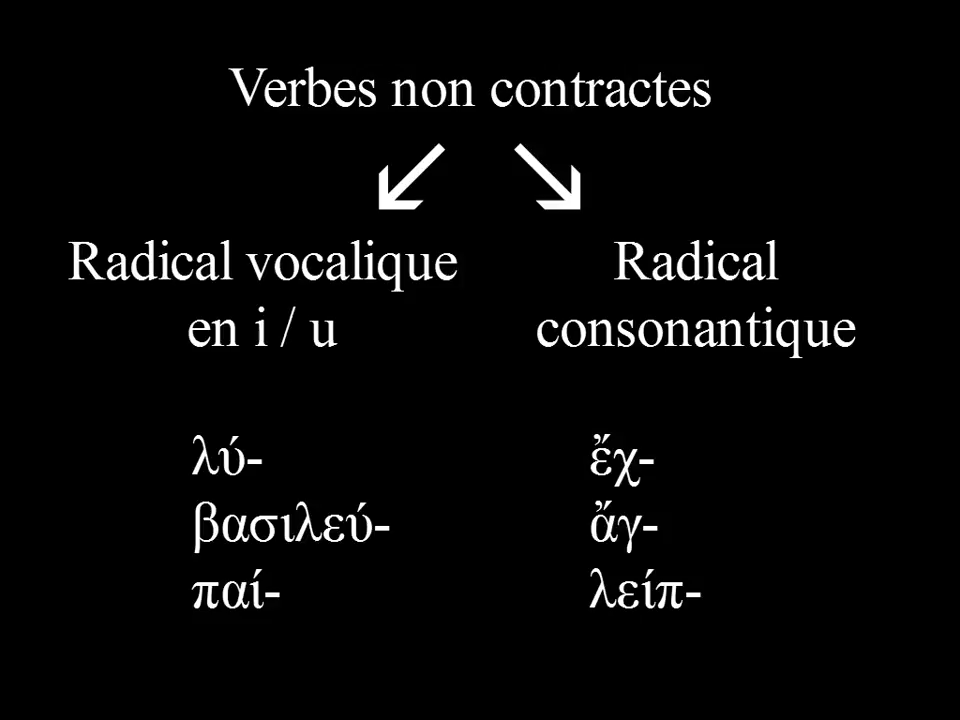 Verbes non contractes
↙ ↘
Radical vocalique
en i / u
Radical
consonantique
λύ-
βασιλεύ-
παί-
ἔχ-
ἄγ-
λείπ-